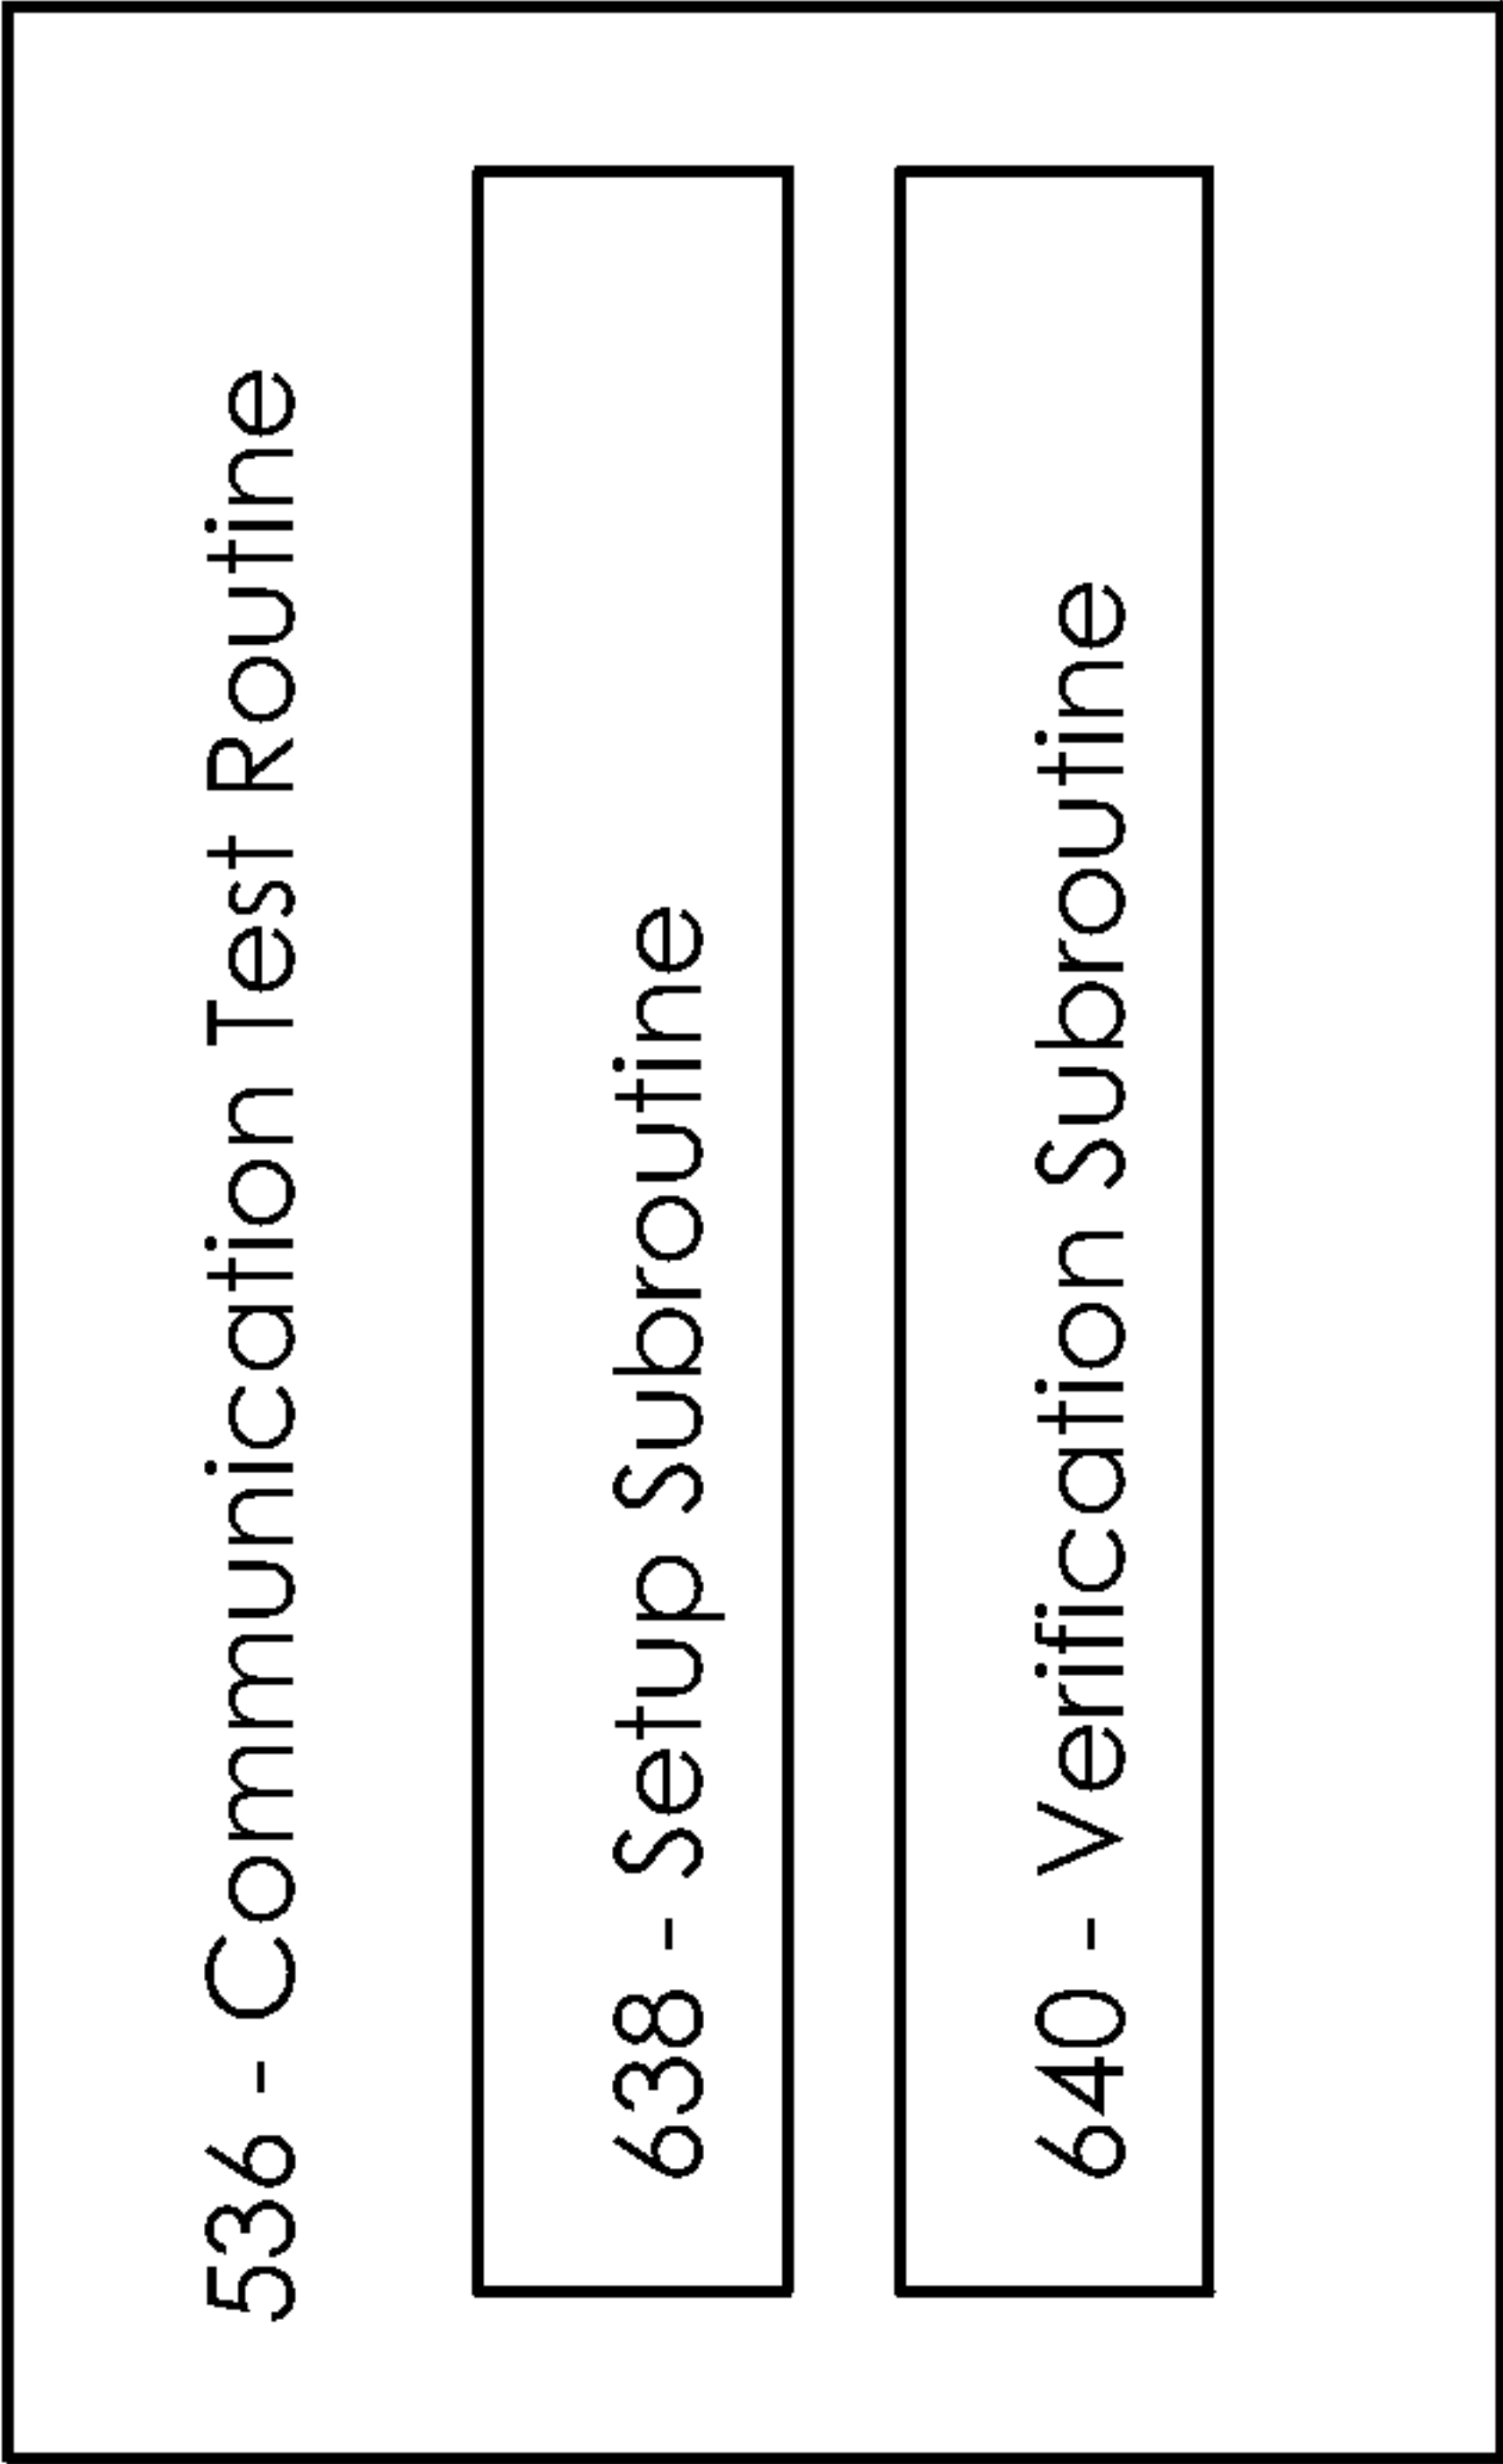 536 - Communication Test Routine
638 - Setup Subroutine
640 - Verification Subroutine